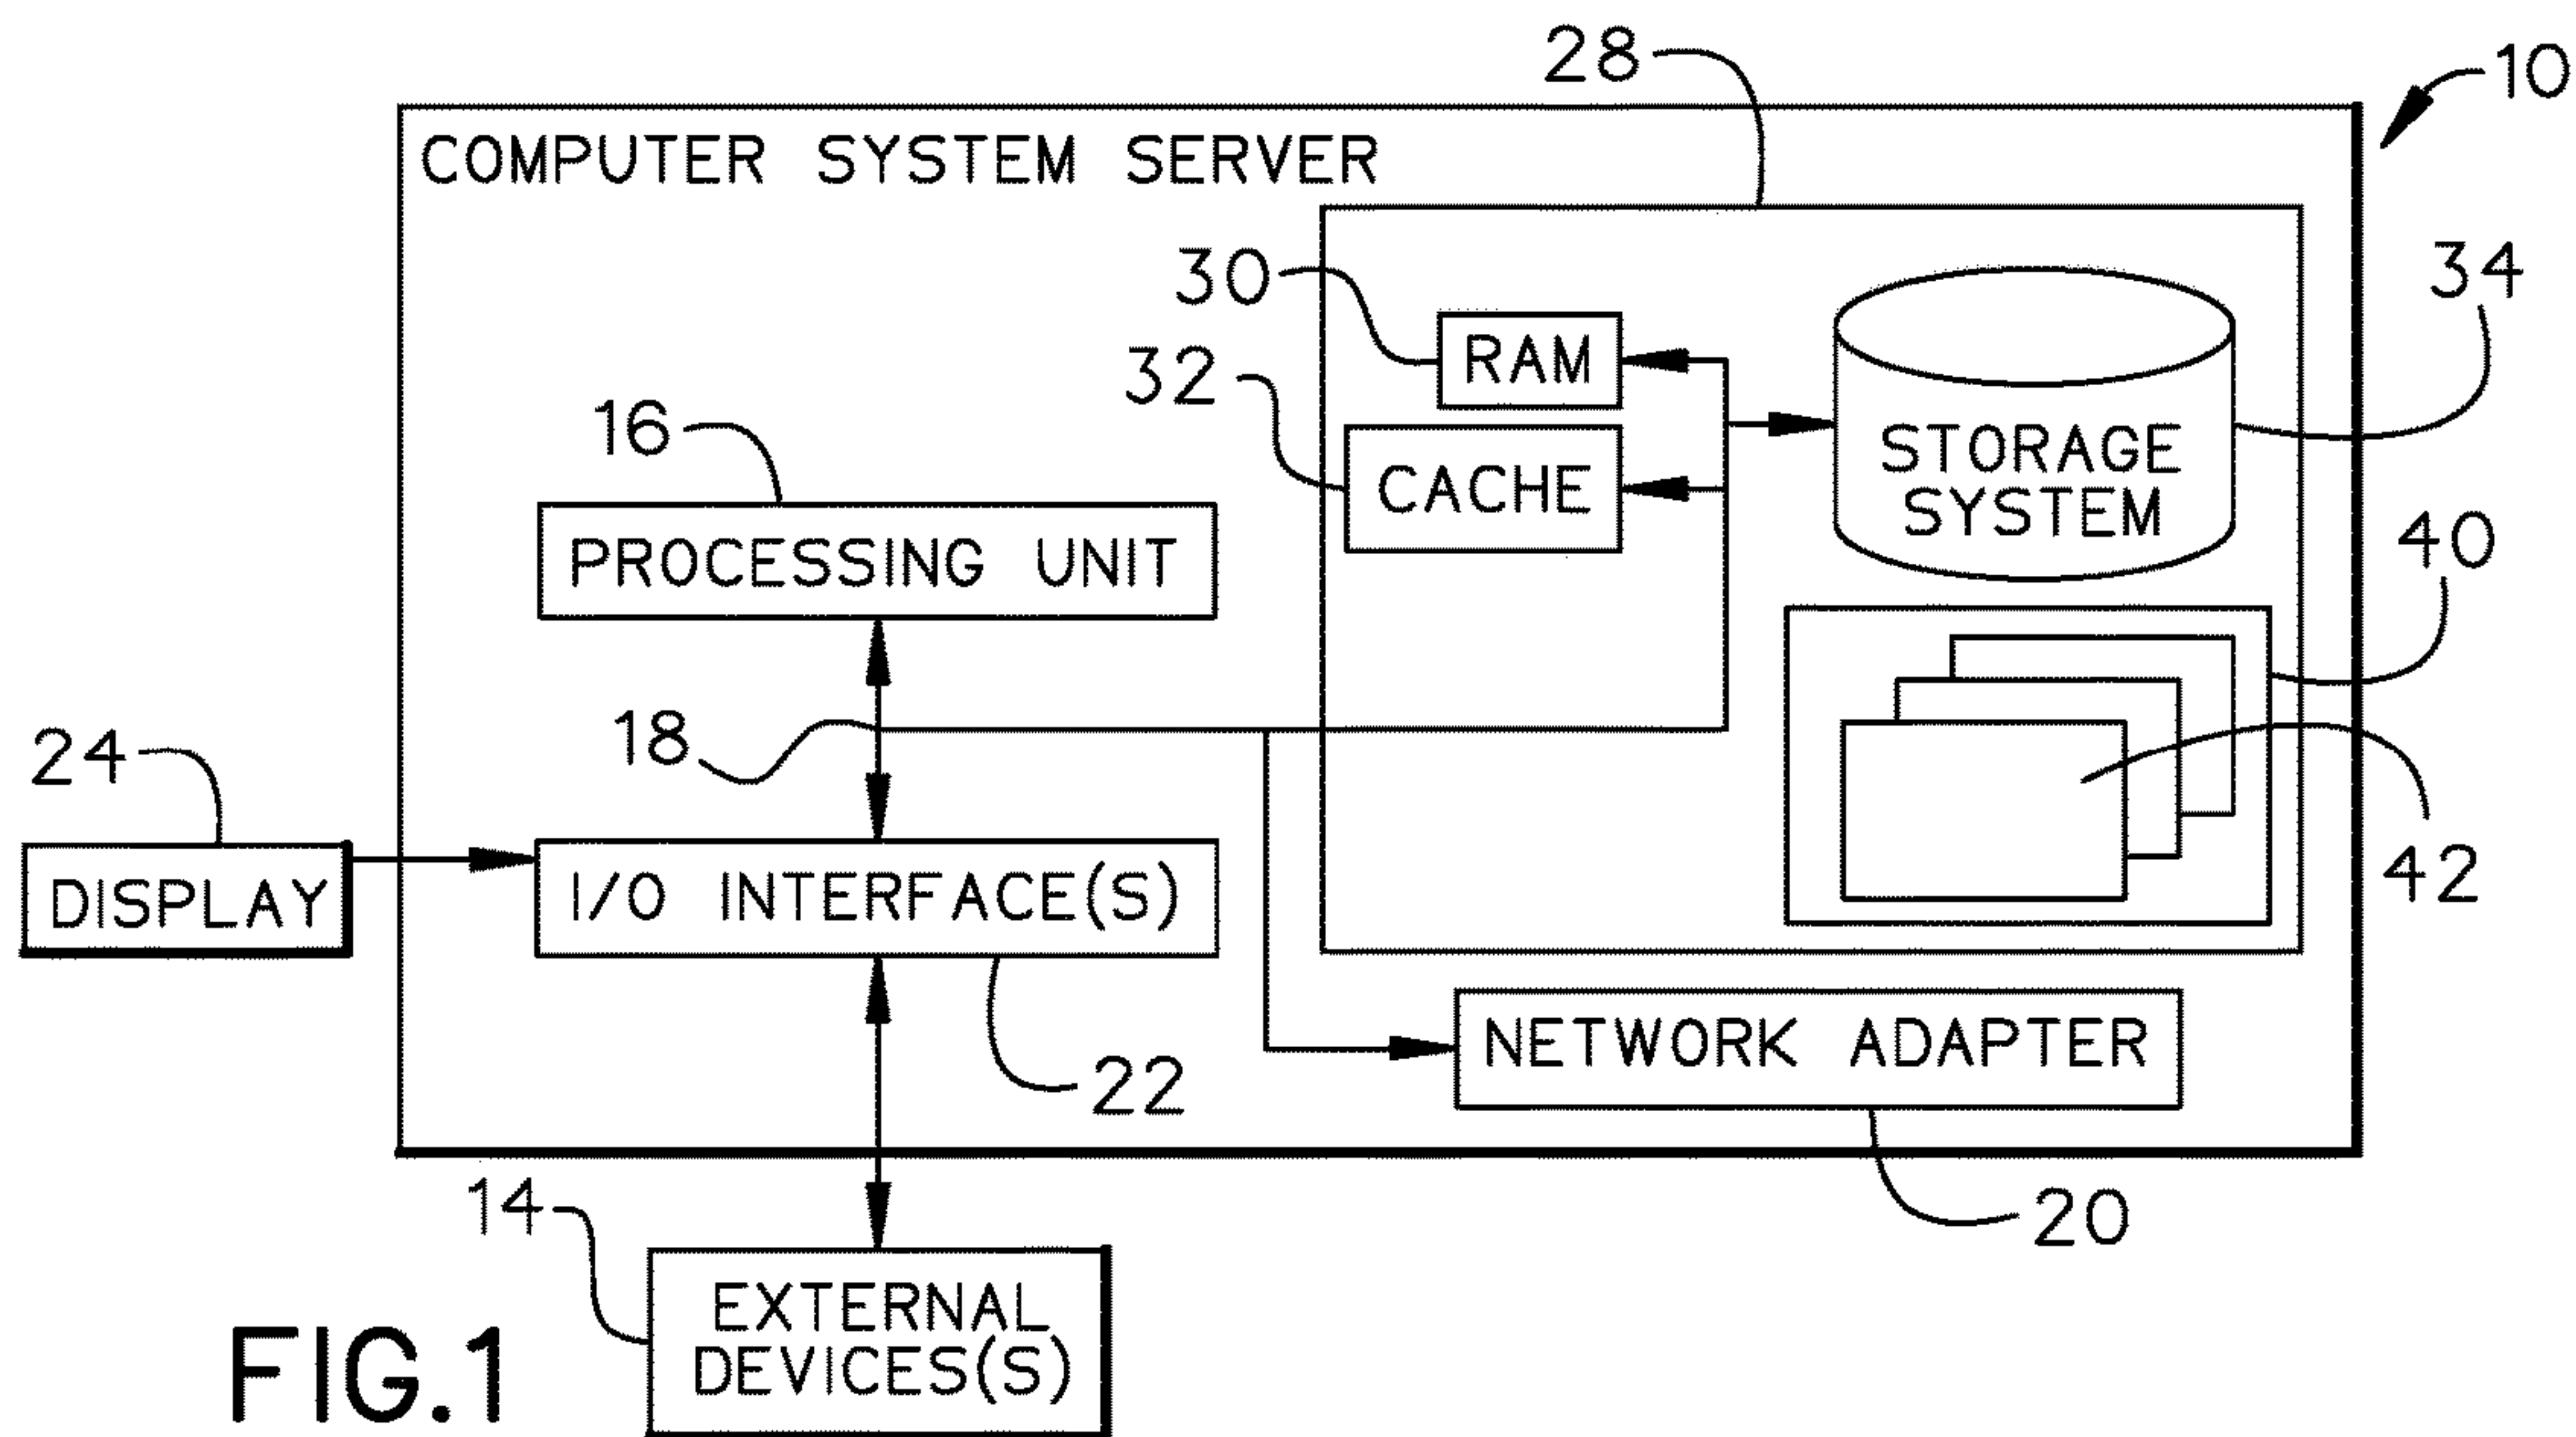 28
10
COMPUTER SYSTEM SERVER
30
34
RAM
32
16
STORAGE
CACHE
SYSTEM
40
PROCESSING UNIT
18
24
42
DISPLAY
I/O INTERFACE(S)
NETWORK ADAPTER
22
14
20
EXTERNAL
DEVICES(S)
FIG.1